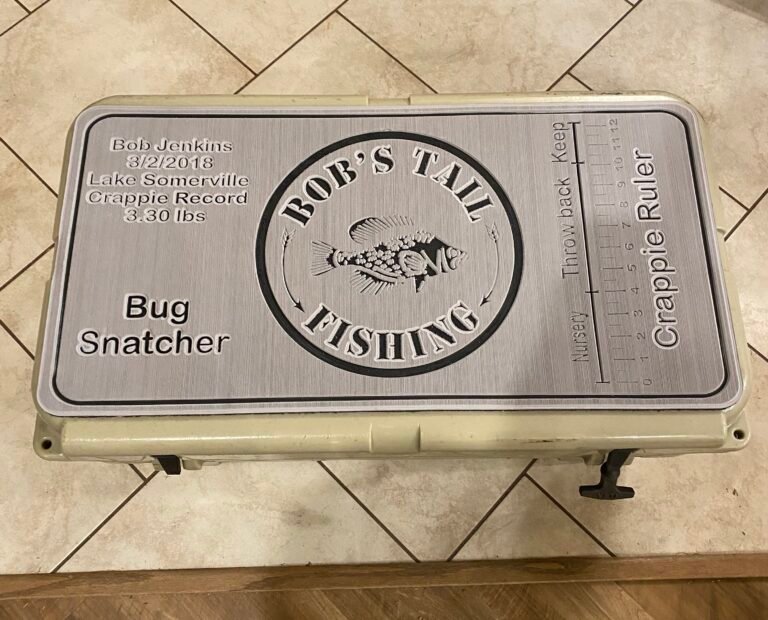 Bob Jenkins
3/2/2018
Lake Somerville
Crappie Record
3.30 lbs
Bug
Snatcher
BOB'S TAIL
FISHING
Nursery Throw back Keep
0 1 2 3 4 5 6 7 8 9 10 11 12
Crappie Ruler